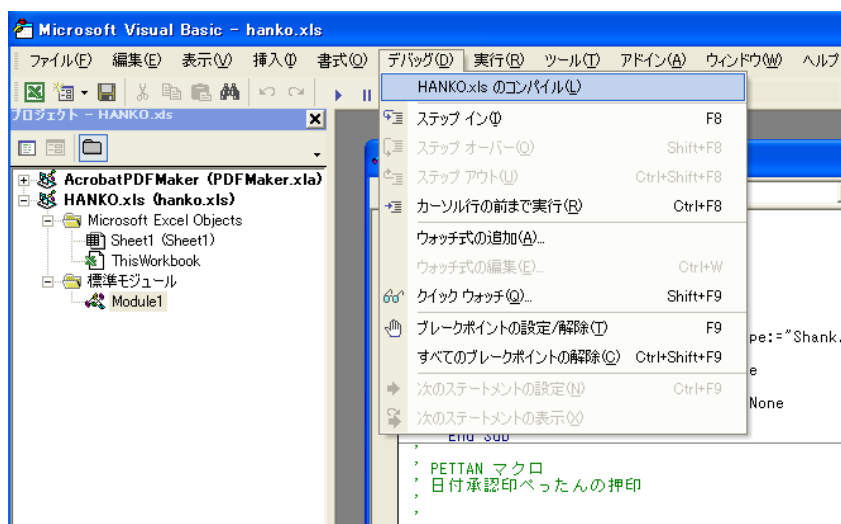 Microsoft Visual Basic - hanko.xls
ファイル(F) 編集(E) 表示(V) 挿入(I) 書式(O) デバッグ(D) 実行(R) ツール(T) アドイン(A) ウィンドウ(W) ヘルプ
プロジェクト - HANKO.xls
AcrobatPDFMaker (PDFMaker.xla)
HANKO.xls (hanko.xls)
Microsoft Excel Objects
Sheet1 (Sheet1)
ThisWorkbook
標準モジュール
Module1
HANKO.xls のコンパイル(L)
ステップ イン(I) F8
ステップ オーバー(O) Shift+F8
ステップ アウト(U) Ctrl+Shift+F8
カーソル行の前まで実行(R) Ctrl+F8
ウォッチ式の追加(A)...
ウォッチ式の編集(E)... Ctrl+W
クイック ウォッチ(Q)... Shift+F9
ブレークポイントの設定/解除(T) F9
すべてのブレークポイントの解除(C) Ctrl+Shift+F9
次のステートメントの設定(N) Ctrl+F9
次のステートメントの表示(X)
pe:="Shank.
e
None
End Sub
'
' PETTAN マクロ
' 日付承認印ぺったんの押印
'
'